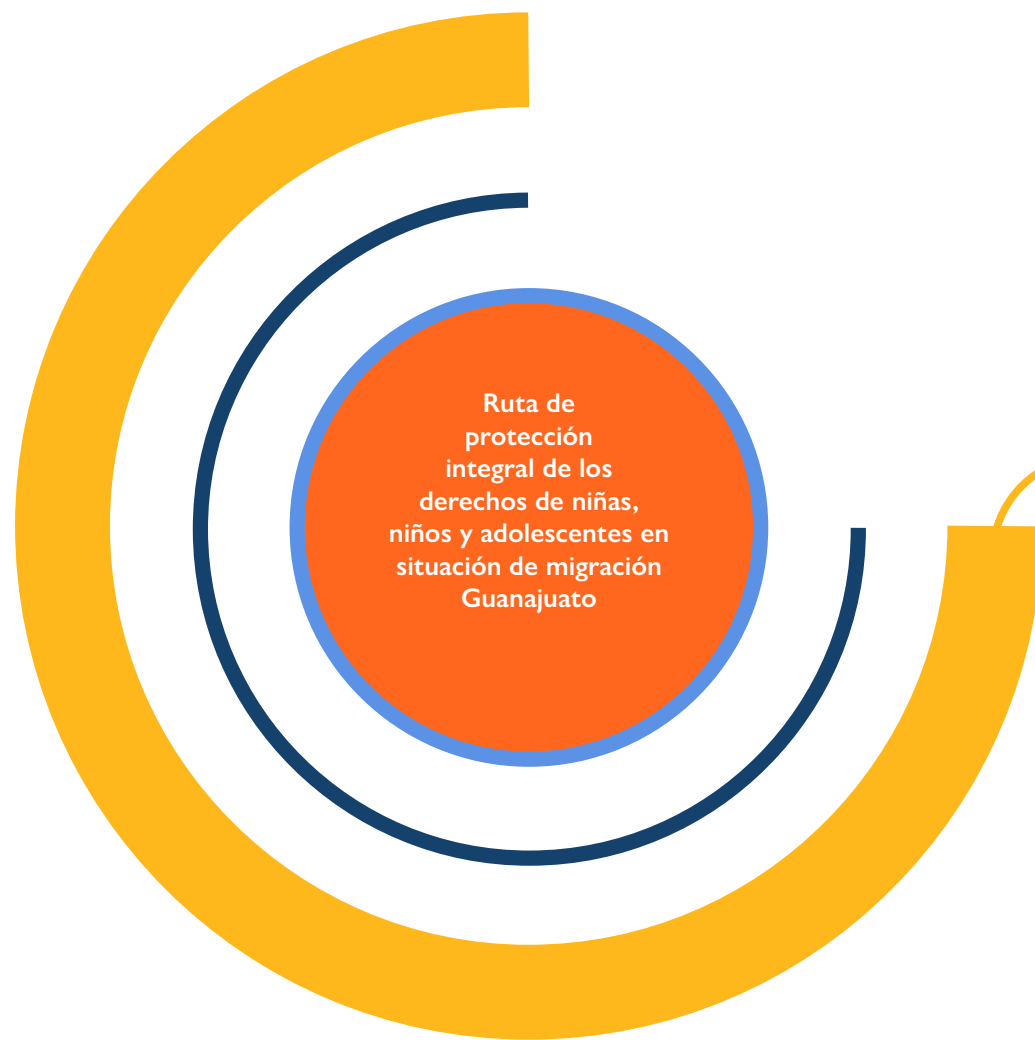 Ruta de
protección
integral de los
derechos de niñas,
niños y adolescentes en
situación de migración
Guanajuato